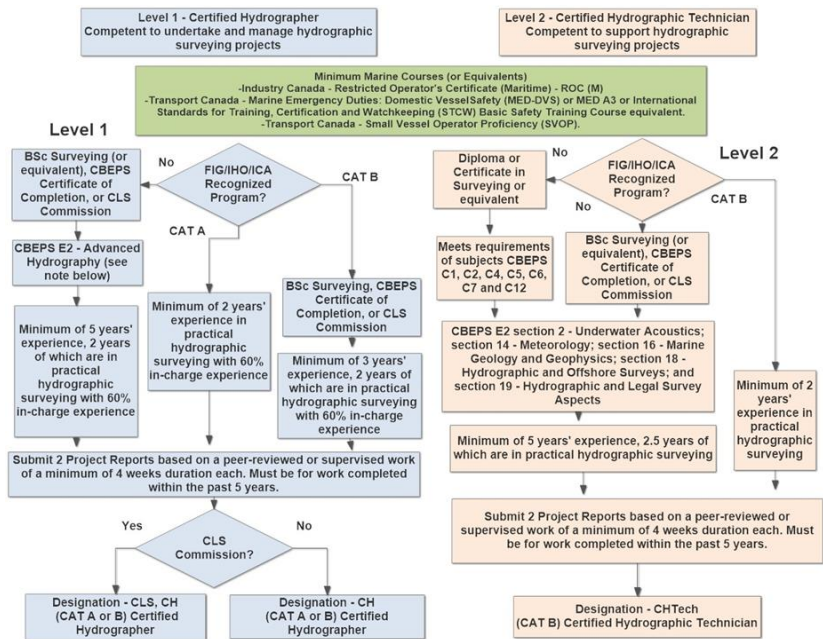 Level 1 - Certified Hydrographer
Competent to undertake and manage hydrographic
surveying projects
Level 2 - Certified Hydrographic Technician
Competent to support hydrographic
surveying projects
Minimum Marine Courses (or Equivalents)
-Industry Canada - Restricted Operator's Certificate (Maritime) - ROC (M)
-Transport Canada - Marine Emergency Duties: Domestic VesselSafety (MED-DVS) or MED A3 or International
Standards for Training, Certification and Watchkeeping (STCW) Basic Safety Training Course equivalent.
-Transport Canada - Small Vessel Operator Proficiency (SVOP).
Level 1
BSc Surveying (or
equivalent), CBEPS
Certificate of
Completion, or CLS
Commission
No
FIG/IHO/ICA
Recognized
Program?
CAT B
CAT A
CBEPS E2 - Advanced
Hydrography (see
note below)
Minimum of 5 years'
experience, 2 years
of which are in
practical
hydrographic
surveying with 60%
in-charge experience
Minimum of 2 years'
experience in
practical
hydrographic
surveying with 60%
in-charge experience
BSc Surveying, CBEPS
Certificate of
Completion, or CLS
Commission
Minimum of 3 years'
experience, 2 years of
which are in practical
hydrographic surveying
with 60% in-charge
experience
Submit 2 Project Reports based on a peer-reviewed or supervised work
of a minimum of 4 weeks duration each. Must be for work completed
within the past 5 years.
Yes
CLS
Commission?
No
Designation - CLS, CH
(CAT A or B) Certified
Hydrographer
Designation - CH
(CAT A or B) Certified
Hydrographer
Level 2
Diploma or
Certificate in
Surveying or
equivalent
No
FIG/IHO/ICA
Recognized
Program?
No
CAT B
Meets requirements
of subjects CBEPS
C1, C2, C4, C5, C6,
C7 and C12
BSc Surveying (or
equivalent), CBEPS
Certificate of
Completion, or CLS
Commission
CBEPS E2 section 2 - Underwater Acoustics;
section 14 - Meteorology; section 16 - Marine
Geology and Geophysics; section 18 -
Hydrographic and Offshore Surveys; and
section 19 - Hydrographic and Legal Survey
Aspects
Minimum of 2
years'
experience in
practical
hydrographic
surveying
Minimum of 5 years' experience, 2.5 years of
which are in practical hydrographic surveying
Submit 2 Project Reports based on a peer-reviewed or
supervised work of a minimum of 4 weeks duration each. Must
be for work completed within the past 5 years.
Designation - CHTech
(CAT B) Certified Hydrographic
Technician